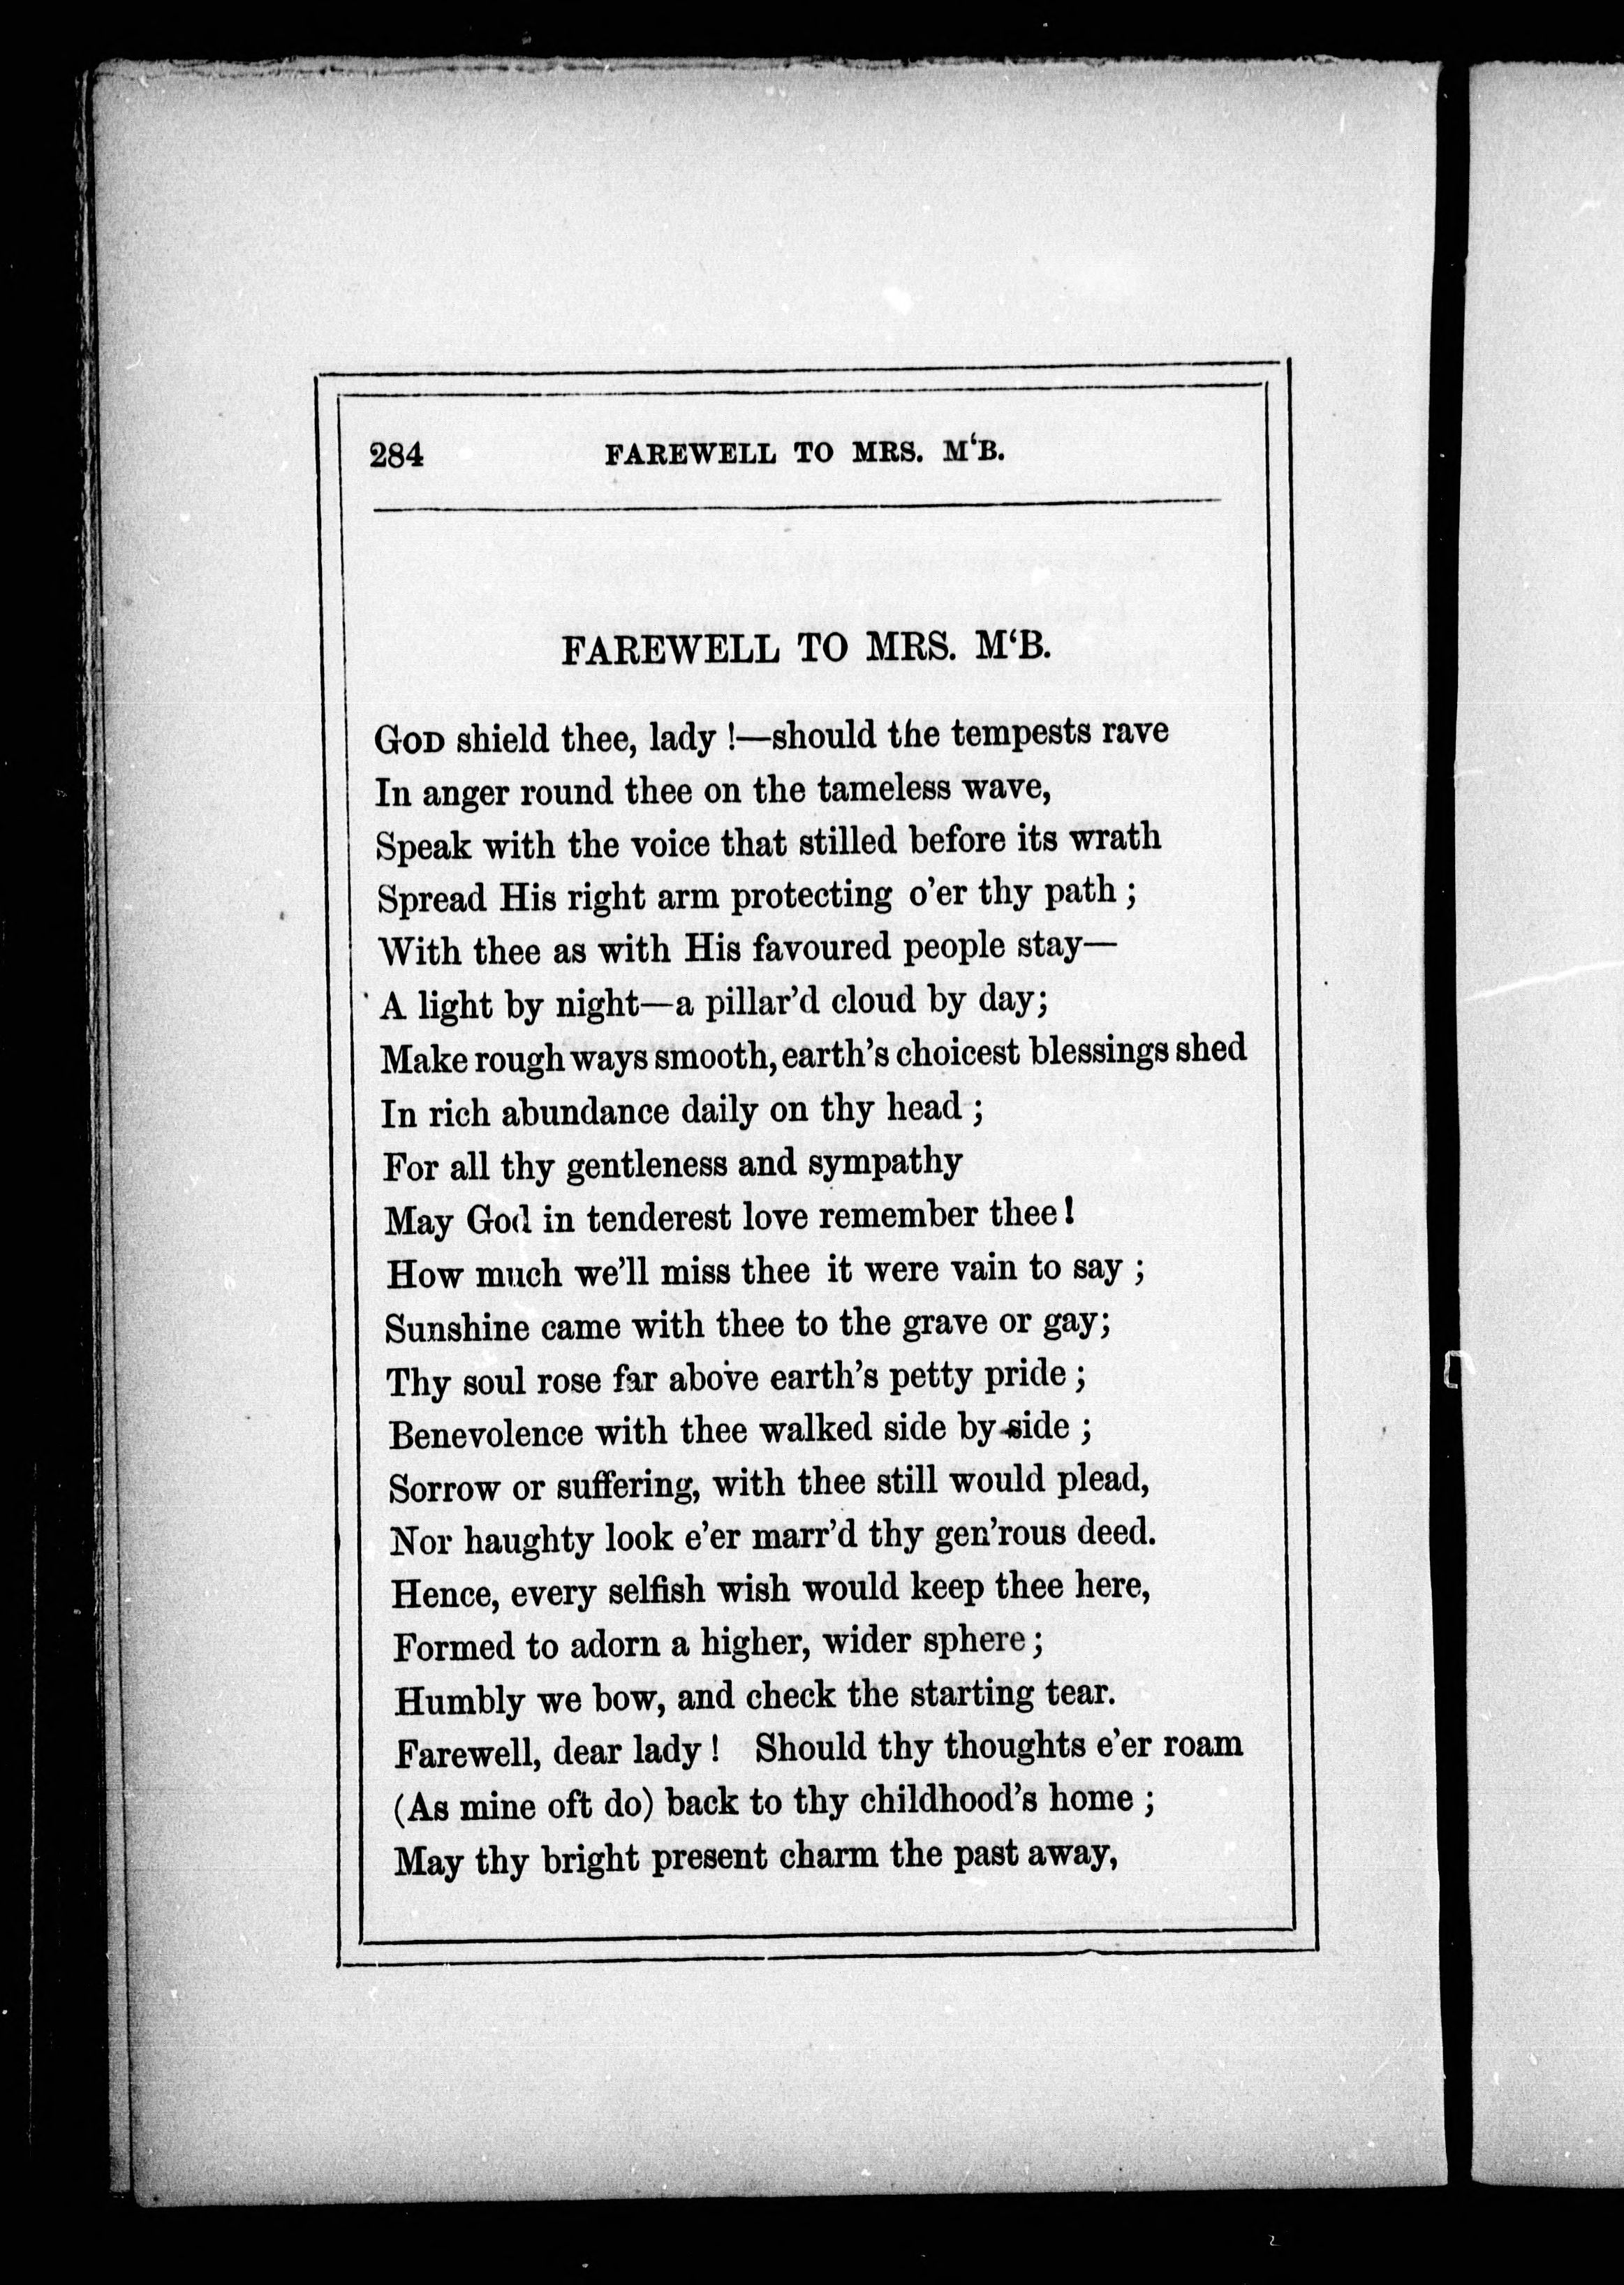 284 FAREWELL TO MRS. M‘B.
FAREWELL TO MRS. M‘B.
GOD shield thee, lady !—should the tempests rave
In anger round thee on the tameless wave,
Speak with the voice that stilled before its wrath
Spread His right arm protecting o’er thy path ;
With thee as with His favoured people stay—
A light by night—a pillar’d cloud by day;
Make rough ways smooth, earth’s choicest blessings shed
In rich abundance daily on thy head ;
For all thy gentleness and sympathy
May God in tenderest love remember thee!
How much we’ll miss thee it were vain to say ;
Sunshine came with thee to the grave or gay;
Thy soul rose far above earth’s petty pride ;
Benevolence with thee walked side by side ;
Sorrow or suffering, with thee still would plead,
Nor haughty look e’er marr’d thy gen’rous deed.
Hence, every selfish wish would keep thee here,
Formed to adorn a higher, wider sphere;
Humbly we bow, and check the starting tear.
Farewell, dear lady ! Should thy thoughts e’er roam
(As mine oft do) back to thy childhood’s home ;
May thy bright present charm the past away,